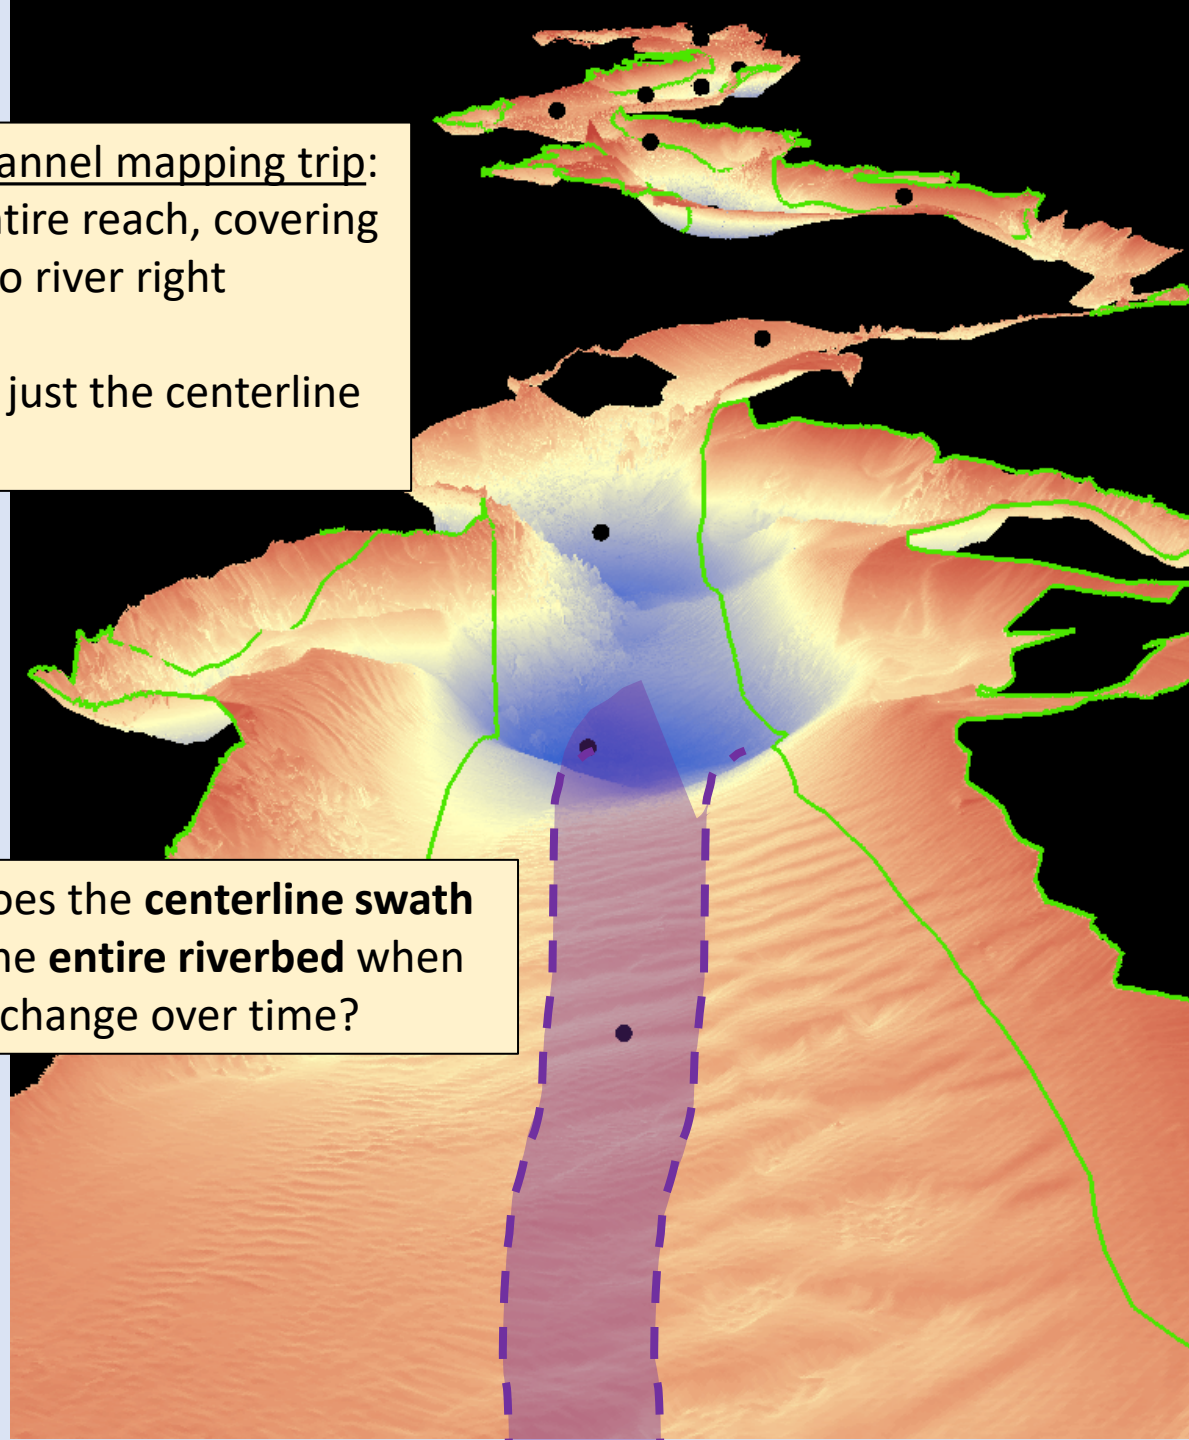 annel mapping trip:
tire reach, covering
o river right
just the centerline
oes the centerline swath
ne entire riverbed when
change over time?